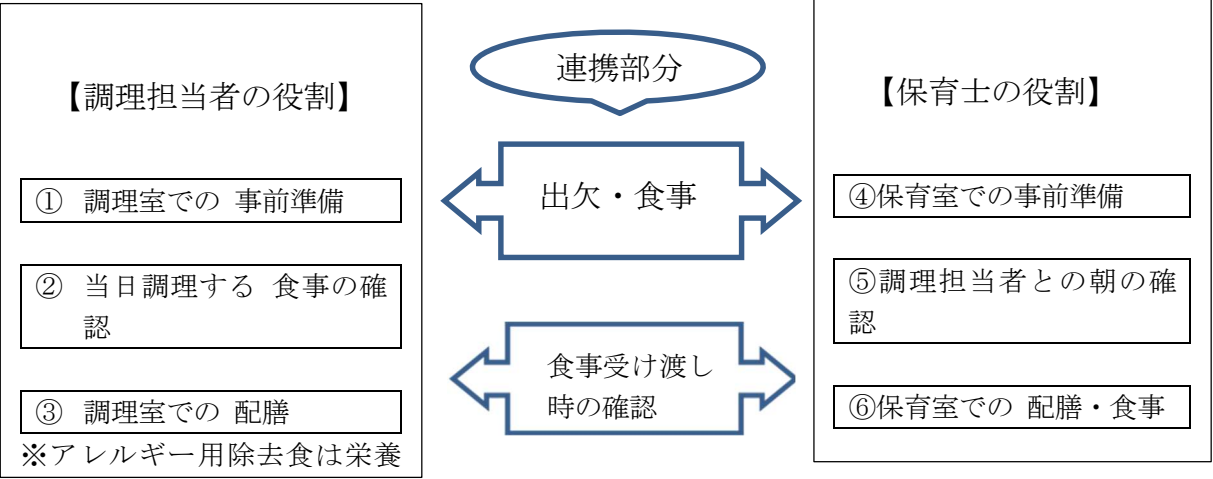 【調理担当者の役割】
① 調理室での 事前準備
② 当日調理する 食事の確
認
③ 調理室での 配膳
※アレルギー用除去食は栄養
連携部分
出欠・食事
食事受け渡し
時の確認
【保育士の役割】
④保育室での事前準備
⑤調理担当者との朝の確
認
⑥保育室での 配膳・食事